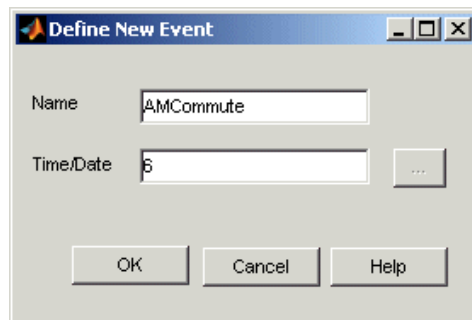 Define New Event
Name AMCommute
Time/Date 6 ...
OK Cancel Help